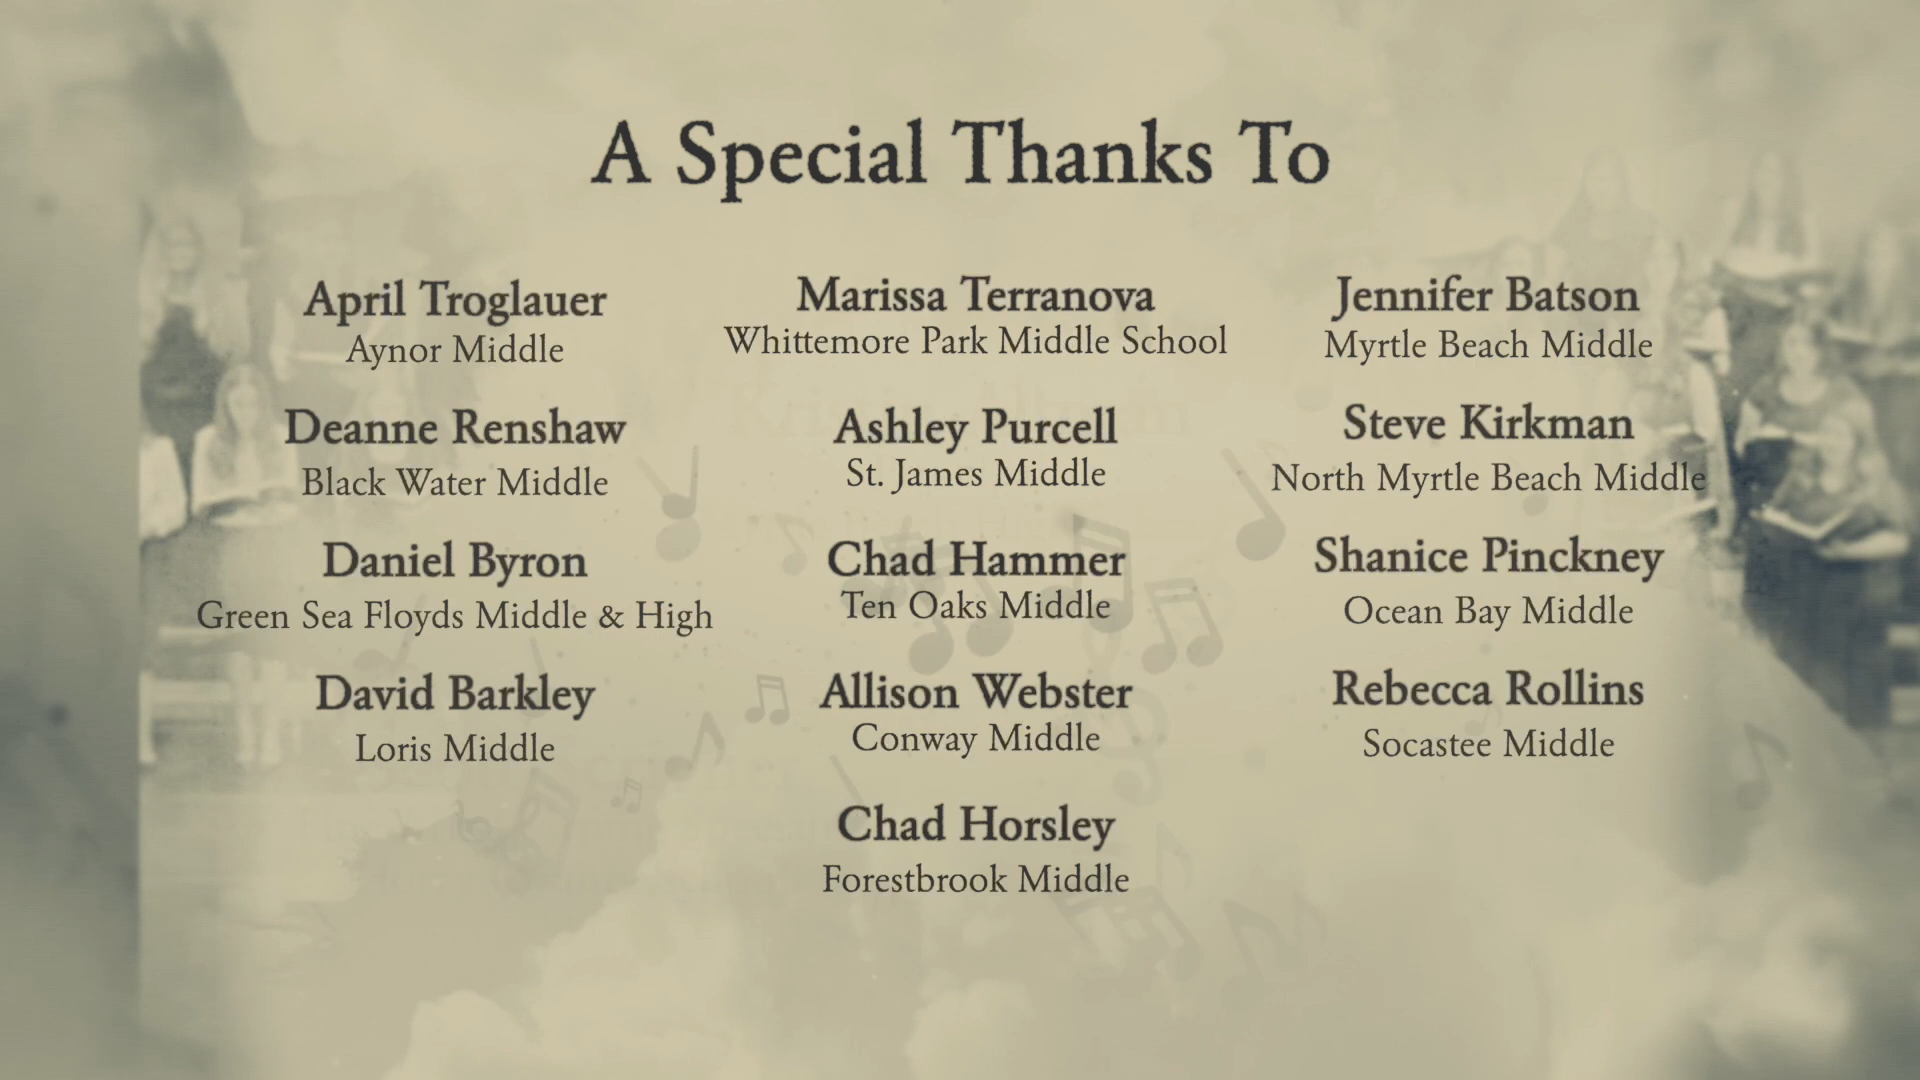 A Special Thanks To
April Troglauer
Aynor Middle
Deanne Renshaw
Black Water Middle
Daniel Byron
Green Sea Floyds Middle & High
David Barkley
Loris Middle
Marissa Terranova
Whittemore Park Middle School
Ashley Purcell
St. James Middle
Chad Hammer
Ten Oaks Middle
Allison Webster
Conway Middle
Chad Horsley
Forestbrook Middle
Jennifer Batson
Myrtle Beach Middle
Steve Kirkman
North Myrtle Beach Middle
Shanice Pinckney
Ocean Bay Middle
Rebecca Rollins
Socastee Middle